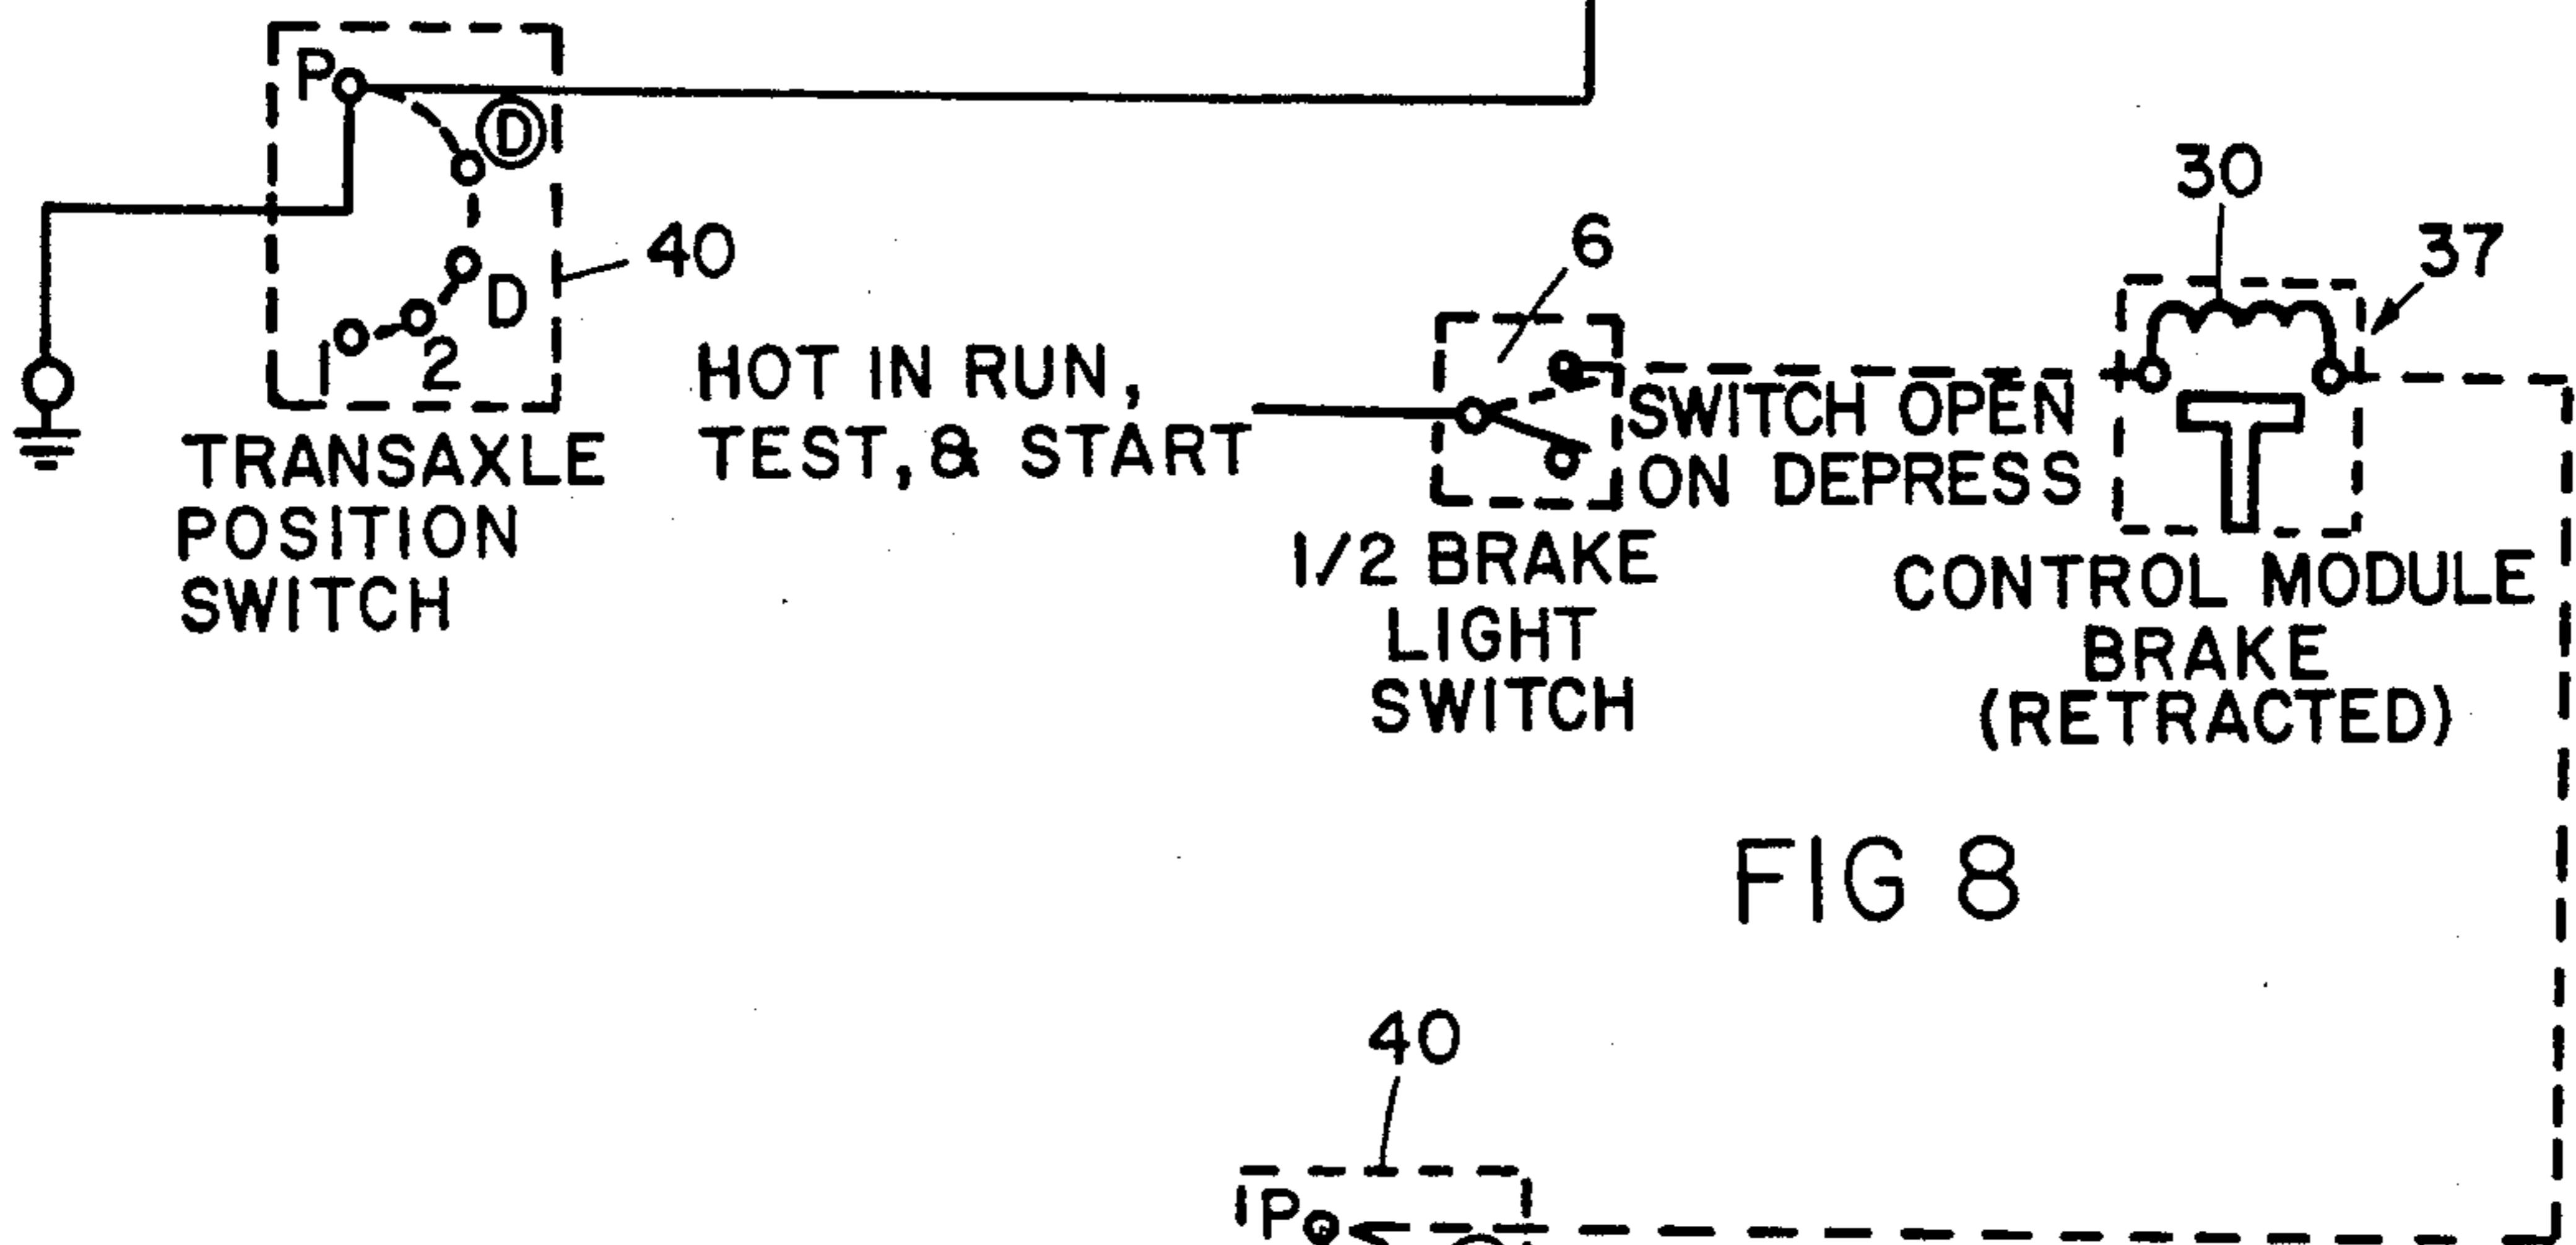 P
D
40
D
2
1
TRANSAXLE
POSITION
SWITCH
HOT IN RUN,
TEST, & START
6
SWITCH OPEN
ON DEPRESS
1/2 BRAKE
LIGHT
SWITCH
30
37
CONTROL MODULE
BRAKE
(RETRACTED)
FIG 8
40
P